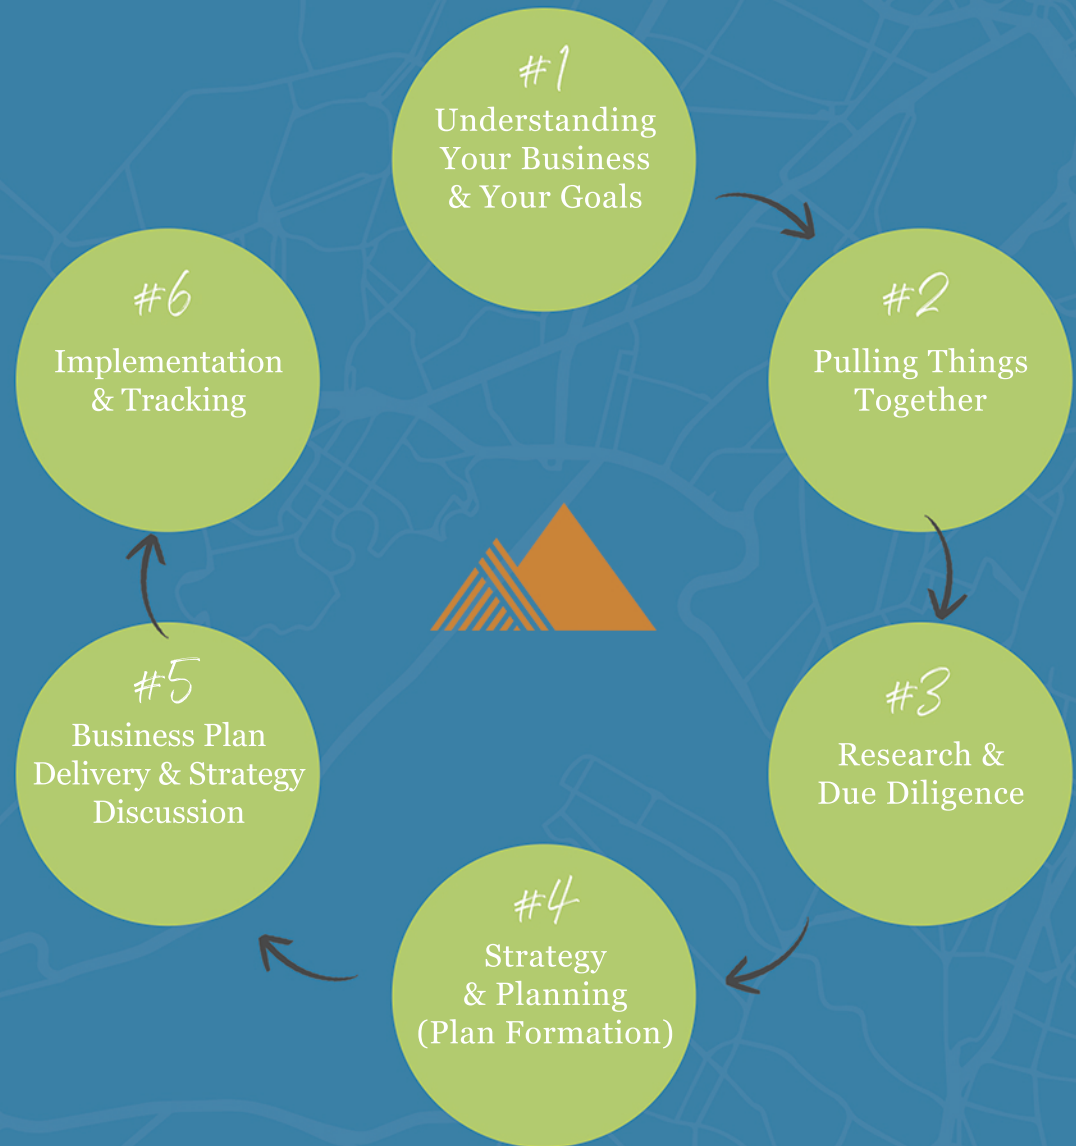 #1
Understanding
Your Business
& Your Goals
#2
Pulling Things
Together
#3
Research &
Due Diligence
#4
Strategy
& Planning
(Plan Formation)
#5
Business Plan
Delivery & Strategy
Discussion
#6
Implementation
& Tracking